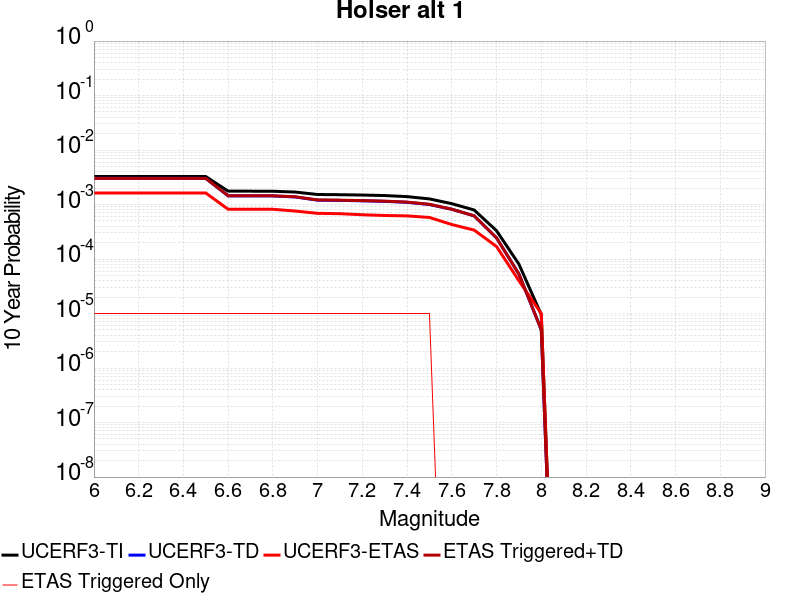 Holser alt 1
10^0
10^-1
10^-2
10^-3
10^-4
10^-5
10^-6
10^-7
10^-8
10 Year Probability
6 6.2 6.4 6.6 6.8 7 7.2 7.4 7.6 7.8 8 8.2 8.4 8.6 8.8 9
Magnitude
UCERF3-TI UCERF3-TD UCERF3-ETAS ETAS Triggered+TD
ETAS Triggered Only